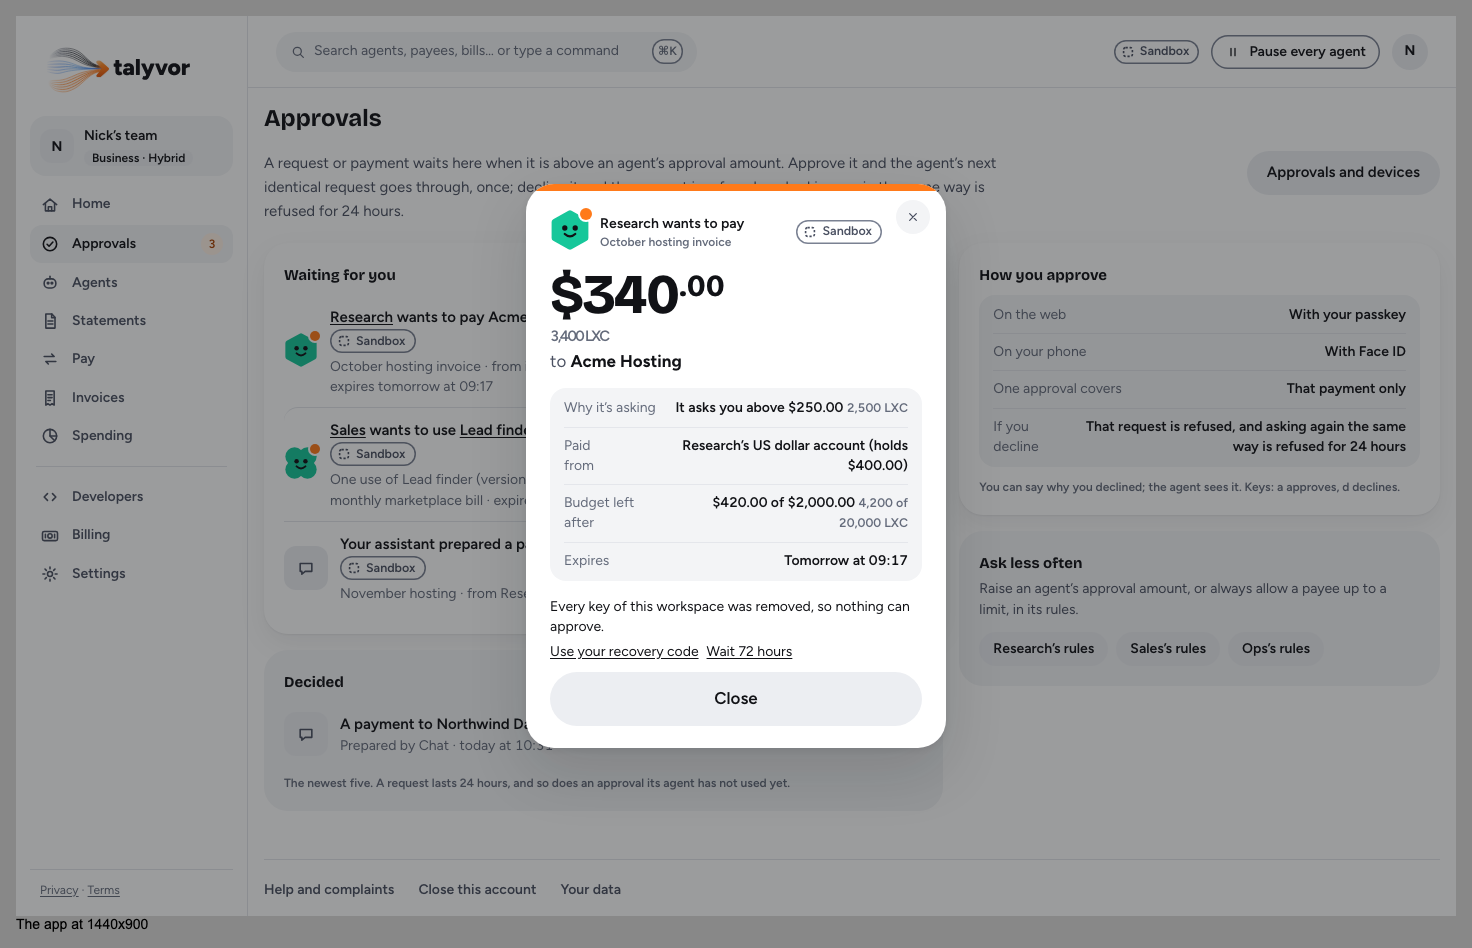 talyvor
Search agents, payees, bills... or type a command
⌘K
Sandbox
Pause every agent
N
N
Nick's team
Business · Hybrid
Home
Approvals
3
Agents
Statements
Pay
Invoices
Spending
Developers
Billing
Settings
Privacy · Terms
Approvals
A request or payment waits here when it is above an agent's approval amount. Approve it and the agent's next
identical request goes through, once;
way is
refused for 24 hours.
Approvals and devices
Waiting for you
Research wants to pay Acme
Sandbox
October hosting invoice · from
expires tomorrow at 09:17
Sales wants to use Lead finde
Sandbox
One use of Lead finder (version
monthly marketplace bill · expire
Your assistant prepared a pa
Sandbox
November hosting · from Rese
Decided
A payment to Northwind Da
Prepared by Chat · today at 10:31
The newest five. A request lasts 24 hours, and so does an approval its agent has not used yet.
Research wants to pay
October hosting invoice
Sandbox
$340.00
3,400 LXC
to Acme Hosting
Why it's asking It asks you above $250.00 2,500 LXC
Paid from Research's US dollar account (holds
$400.00)
Budget left after $420.00 of $2,000.00 4,200 of
20,000 LXC
Expires Tomorrow at 09:17
Every key of this workspace was removed, so nothing can
approve.
Use your recovery code Wait 72 hours
Close
How you approve
On the web With your passkey
On your phone With Face ID
One approval covers That payment only
If you decline That request is refused, and asking again the same
way is refused for 24 hours
You can say why you declined; the agent sees it. Keys: a approves, d declines.
Ask less often
Raise an agent's approval amount, or always allow a payee up to a
limit, in its rules.
Research's rules Sales's rules Ops's rules
Help and complaints Close this account Your data
The app at 1440x900